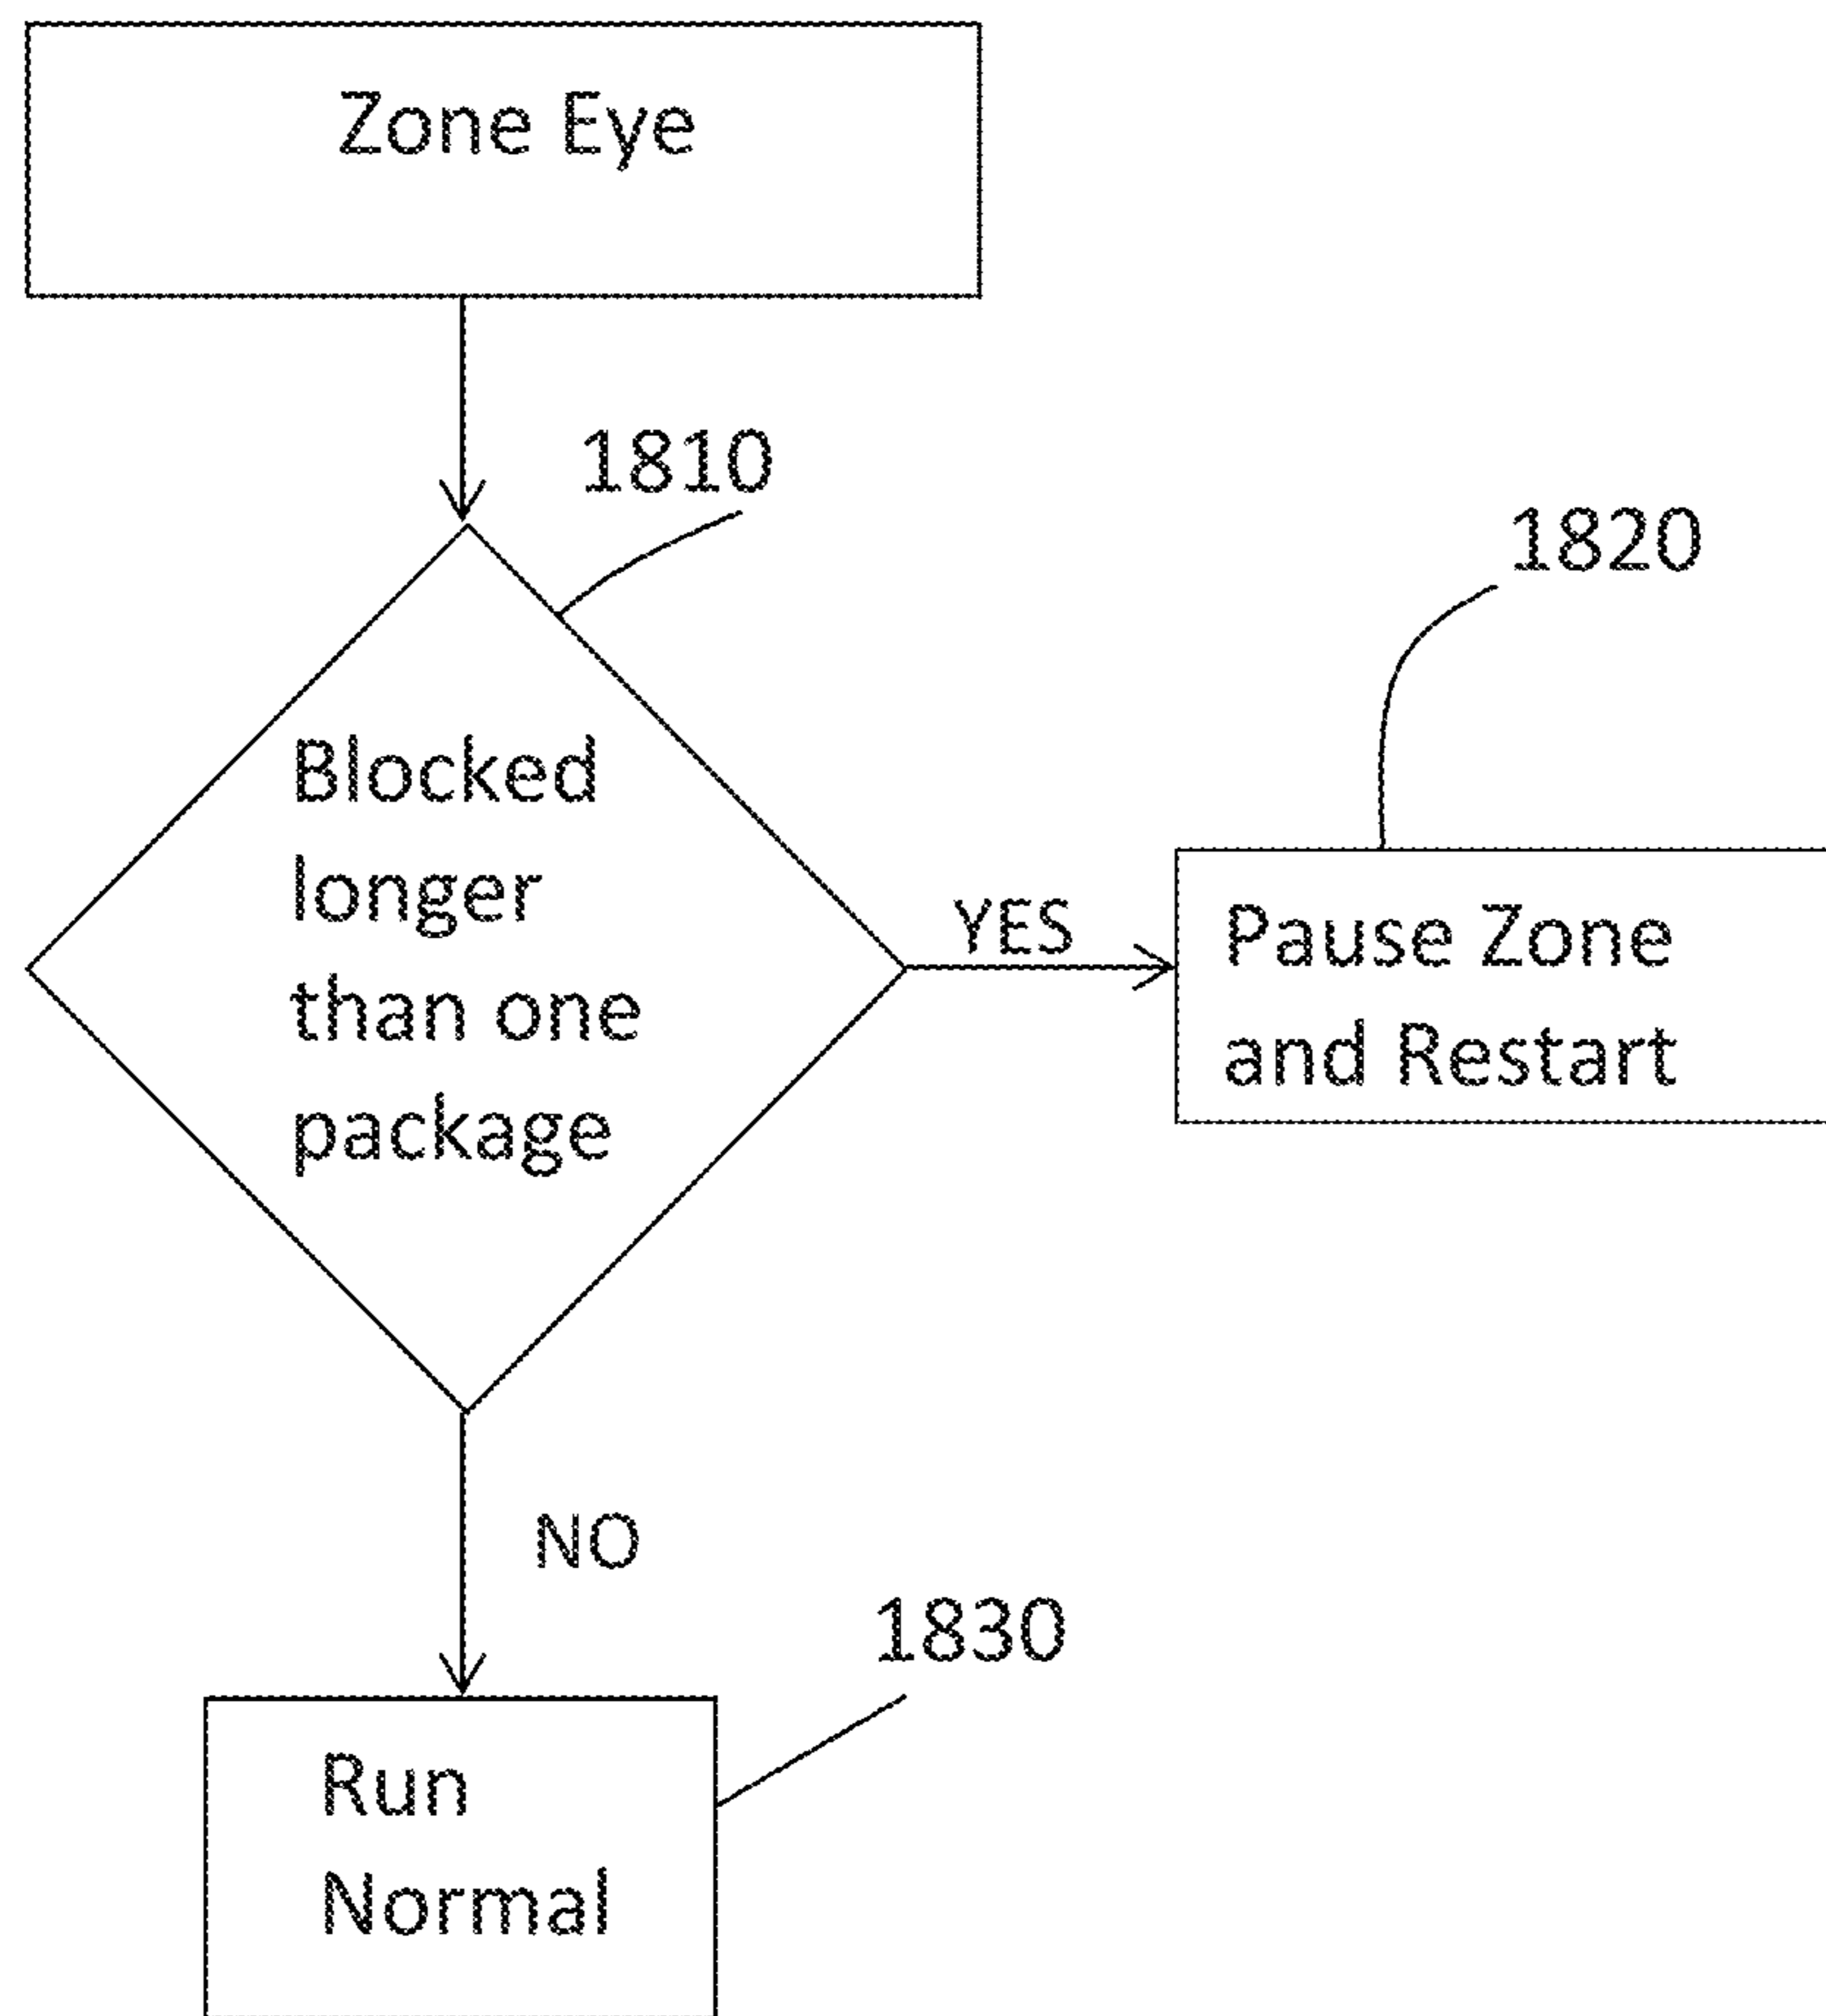 Zone Eye
1810
1820
Blocked
longer
than one
package
YES
Pause Zone
and Restart
NO
1830
Run
Normal